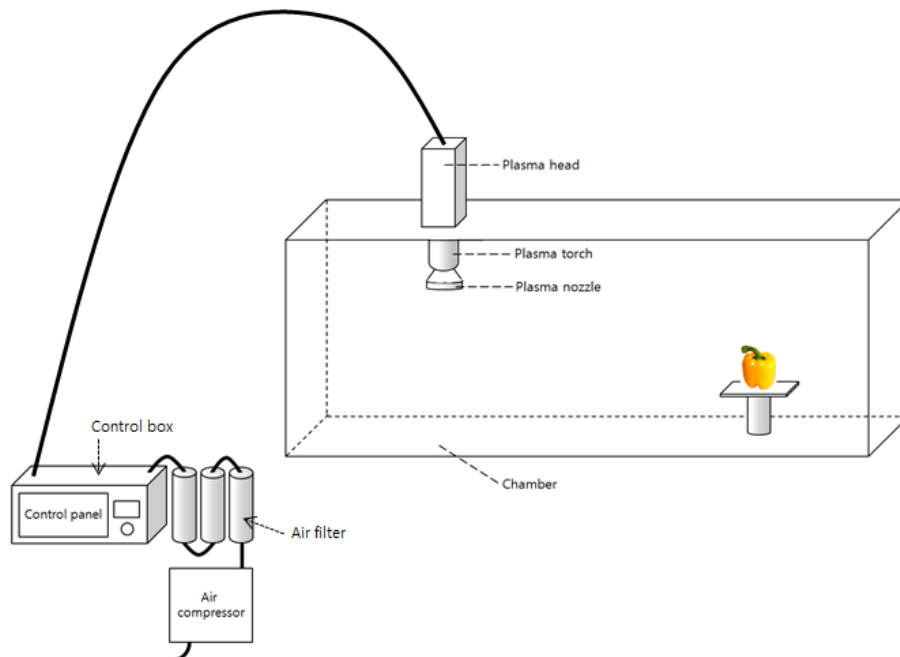 Plasma head
Plasma torch
Plasma nozzle
Control box
Control panel
Chamber
Air filter
Air
compressor